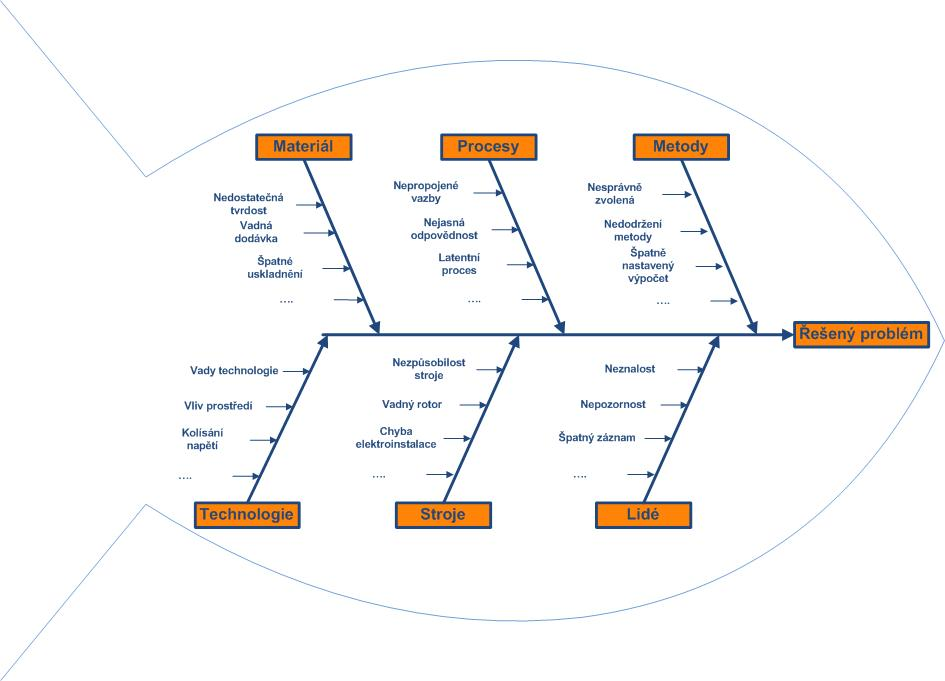 Materiál
Procesy
Metody
Nedostatečná
tvrdost
Vadná
dodávka
Špatné
uskladnění
....
Nepropojené
vazby
Nejasná
odpovědnost
Latentní
proces
....
Nesprávně
zvolená
Nedodržení
metody
Špatně
nastavený
výpočet
....
Řešený problém
Vady technologie
Vliv prostředí
Kolísání
napětí
....
Nezpůsobilost
stroje
Vadný rotor
Chyba
elektroinstalace
....
Neznalost
Nepozornost
Špatný záznam
....
Technologie
Stroje
Lidé